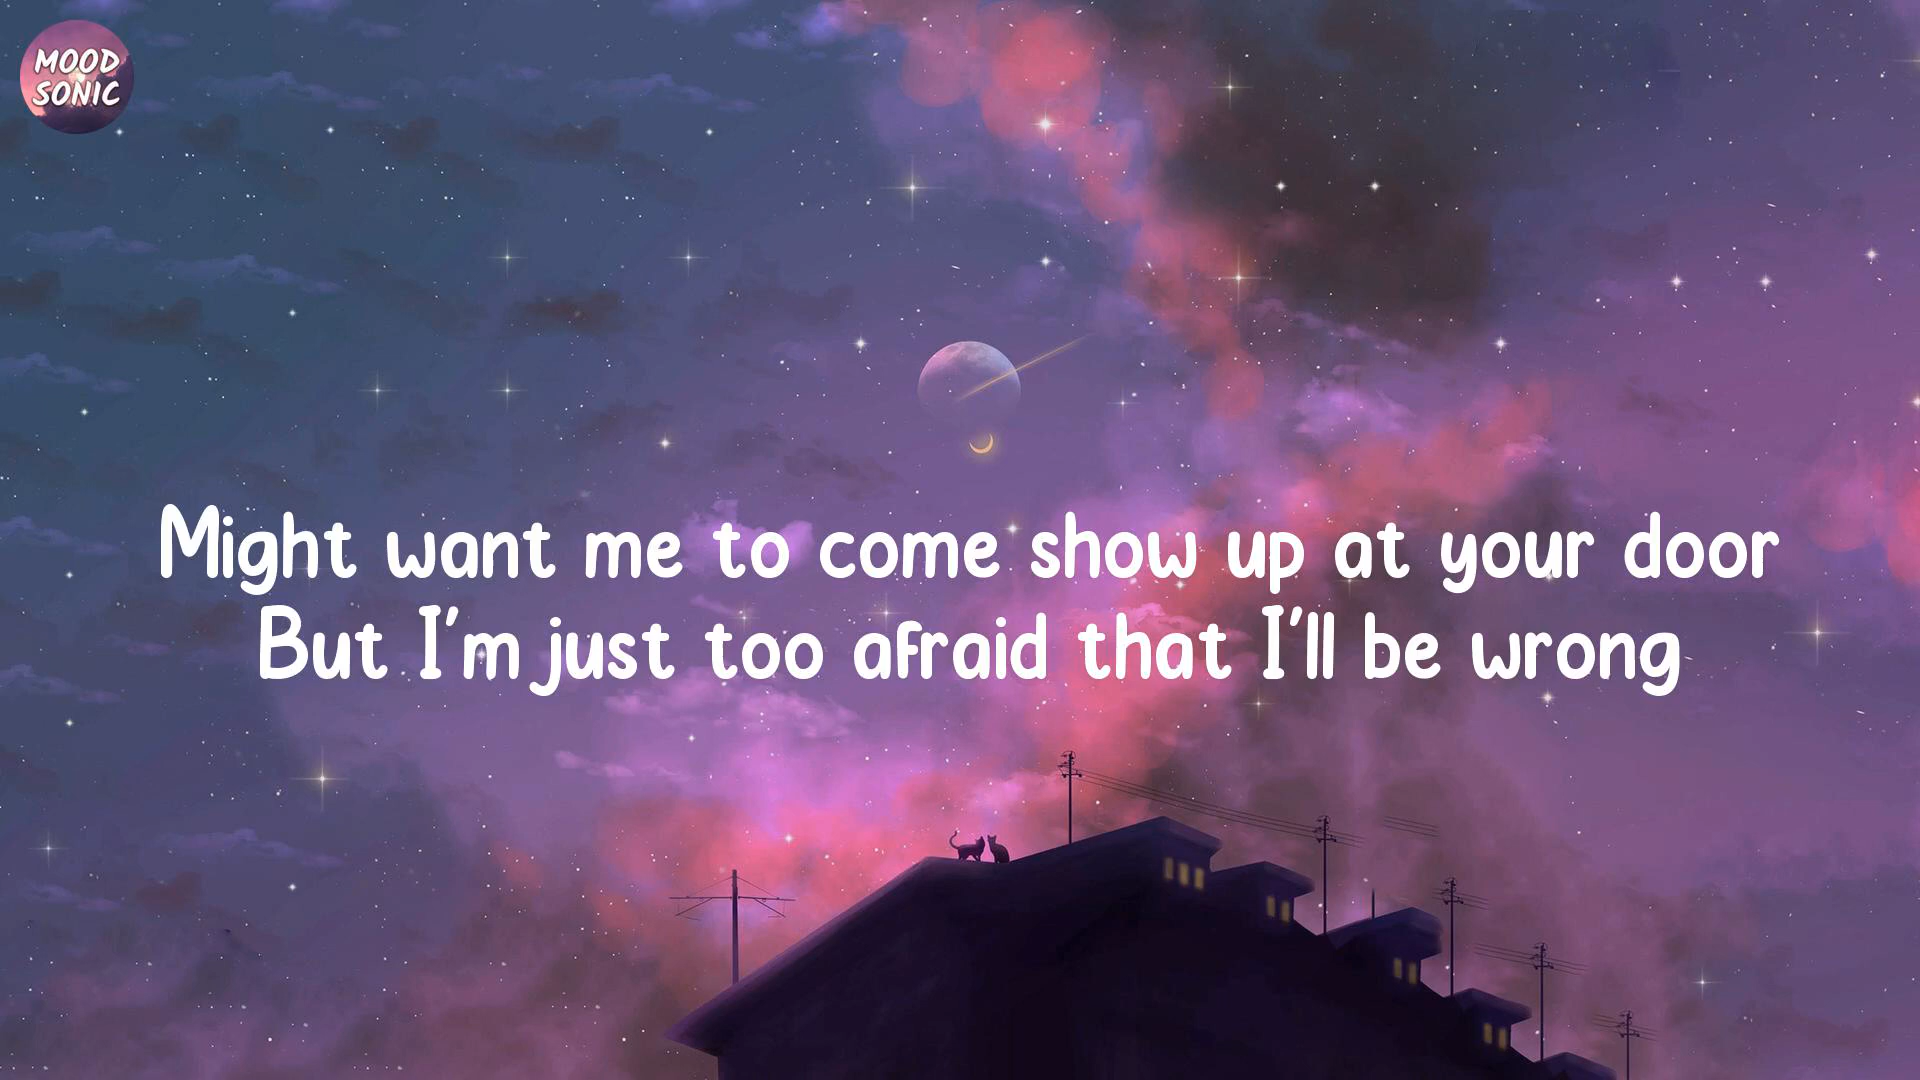 MOOD
SONIC
Might want me to come show up at your door
But I'm just too afraid that I'll be wrong